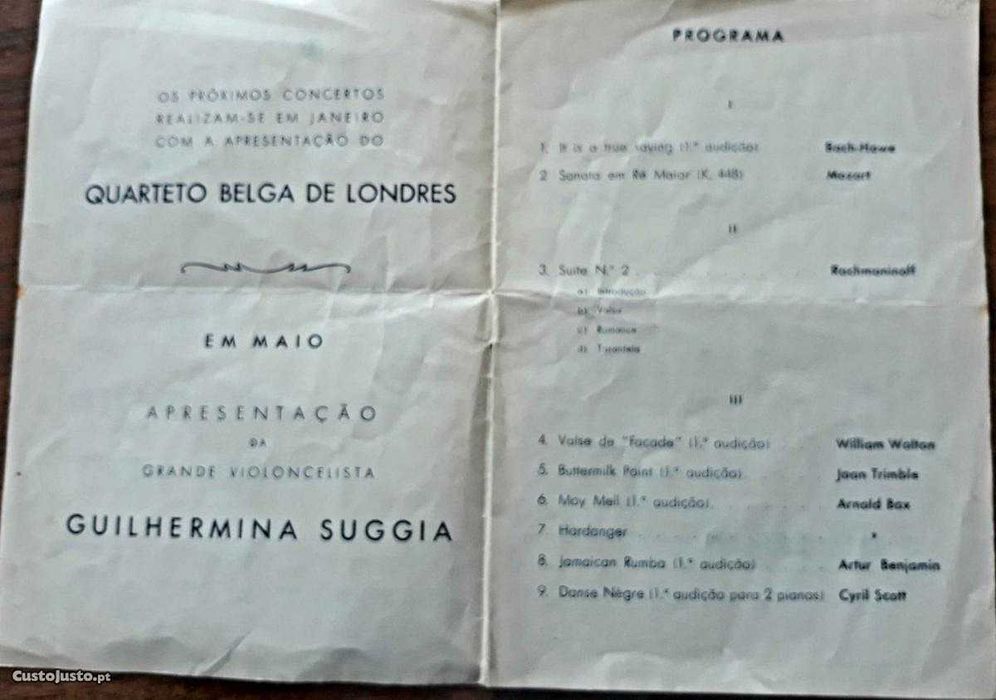 OS PRÓXIMOS CONCERTOS
REALIZAM-SE EM JANEIRO
COM A APRESENTAÇÃO DO
QUARTETO BELGA DE LONDRES
EM MAIO
APRESENTAÇÃO
DA
GRANDE VIOLONCELISTA
GUILHERMINA SUGGIA
PROGRAMA
I
1. It is a true saying (1.ª audição) Bach-Howe
2 Sonata em Ré Maior (K. 448) Mozart
II
3. Suite N.º 2 Rachmaninoff
a) Introdução
b) Valse
c) Romance
d) Tarantela
III
4. Valse de "Façade" (1.ª audição) William Walton
5. Buttermilk Point (1.ª audição) Joan Trimble
6. Moy Mell (1.ª audição). Arnold Bax
7. Hardanger »
8. Jamaican Rumba (1.ª audição) Artur Benjamin
9. Danse Nègre (1.ª audição para 2 pianos) Cyril Scott
CustoJusto.pt